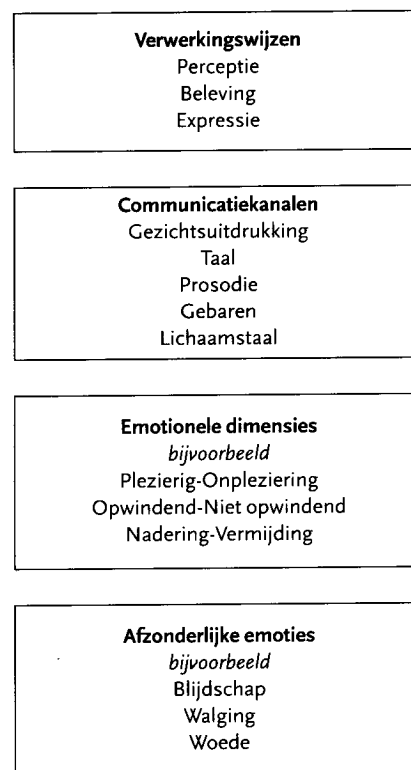 Verwerkingswijzen
Perceptie
Beleving
Expressie
Communicatiekanalen
Gezichtsuitdrukking
Taal
Prosodie
Gebaren
Lichaamstaal
Emotionele dimensies
bijvoorbeeld
Plezierig-Onpleziering
Opwindend-Niet opwindend
Nadering-Vermijding
Afzonderlijke emoties
bijvoorbeeld
Blijdschap
Walging
Woede